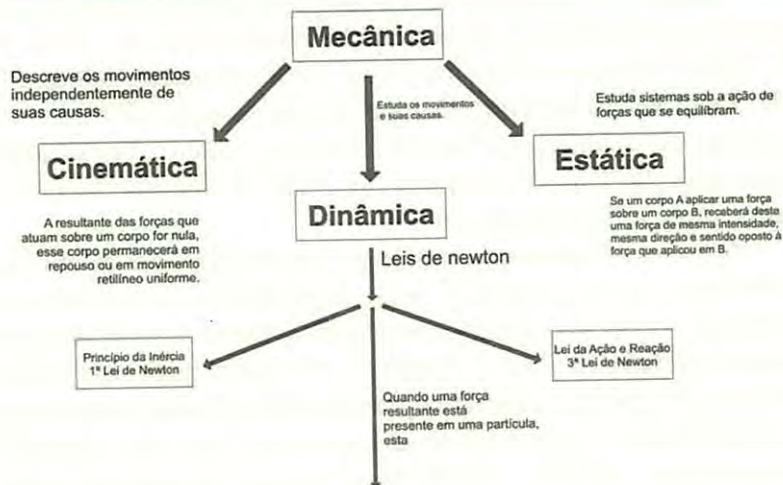 Mecânica
Descreve os movimentos
independentemente de
suas causas.
Estuda os movimentos
e suas causas.
Estuda sistemas sob a ação de
forças que se equilibram.
Cinemática
Dinâmica
Estática
A resultante das forças que
atuam sobre um corpo for nula,
esse corpo permanecerá em
repouso ou em movimento
retilíneo uniforme.
Se um corpo A aplicar uma força
sobre um corpo B, receberá deste
uma força de mesma intensidade,
mesma direção e sentido oposto à
força que aplicou em B.
Leis de newton
Princípio da Inércia
1ª Lei de Newton
Lei da Ação e Reação
3ª Lei de Newton
Quando uma força
resultante está
presente em uma partícula,
esta